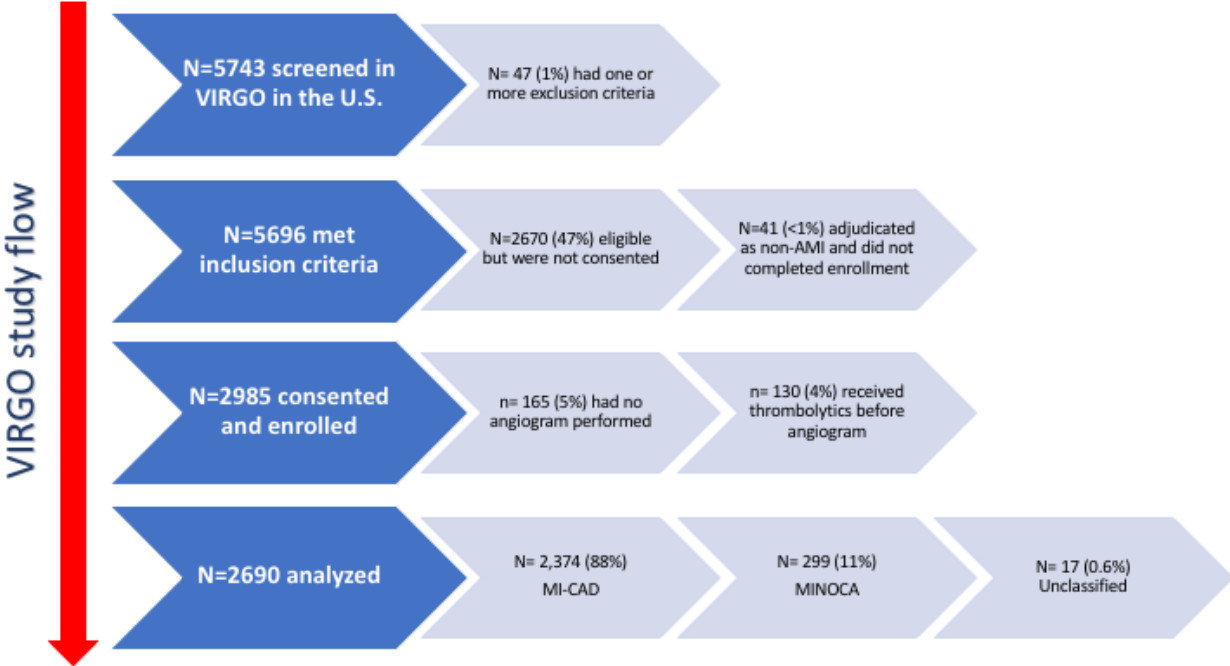 VIRGO study flow
N=5743 screened in
VIRGO in the U.S.
N= 47 (1%) had one or
more exclusion criteria
N=5696 met
inclusion criteria
N=2670 (47%) eligible
but were not consented
N=41 (<1%) adjudicated
as non-AMI and did not
completed enrollment
N=2985 consented
and enrolled
n= 165 (5%) had no
angiogram performed
n= 130 (4%) received
thrombolytics before
angiogram
N=2690 analyzed
N= 2,374 (88%)
MI-CAD
N= 299 (11%)
MINOCA
N= 17 (0.6%)
Unclassified